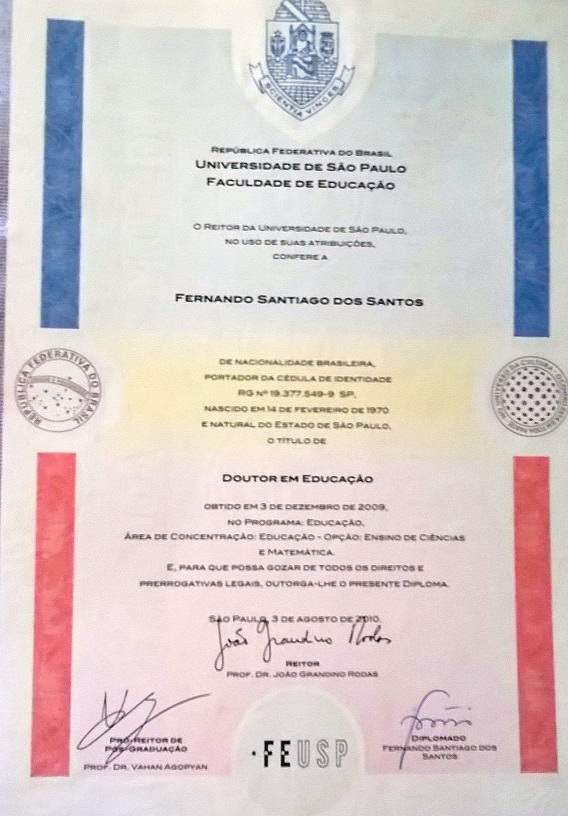 SCIENTIA VINCES
REPÚBLICA FEDERATIVA DO BRASIL
UNIVERSIDADE DE SÃO PAULO
FACULDADE DE EDUCAÇÃO
O REITOR DA UNIVERSIDADE DE SÃO PAULO,
NO USO DE SUAS ATRIBUIÇÕES,
CONFERE A
FERNANDO SANTIAGO DOS SANTOS
REPÚBLICA FEDERATIVA DO BRASIL
DE NACIONALIDADE BRASILEIRA,
PORTADOR DA CÉDULA DE IDENTIDADE
RG Nº 19.377.549-9 SP,
NASCIDO EM 14 DE FEVEREIRO DE 1970
E NATURAL DO ESTADO DE SÃO PAULO,
O TÍTULO DE
DOUTOR EM EDUCAÇÃO
OBTIDO EM 3 DE DEZEMBRO DE 2009,
NO PROGRAMA: EDUCAÇÃO,
ÁREA DE CONCENTRAÇÃO: EDUCAÇÃO - OPÇÃO: ENSINO DE CIÊNCIAS
E MATEMÁTICA.
E, PARA QUE POSSA GOZAR DE TODOS OS DIREITOS E
PRERROGATIVAS LEGAIS, OUTORGA-LHE O PRESENTE DIPLOMA.
SÃO PAULO, 3 DE AGOSTO DE 2010.
João Grandino Rodas
REITOR
PROF. DR. JOÃO GRANDINO RODAS
PRÓ-REITOR DE
PÓS-GRADUAÇÃO
PROF. DR. VAHAN AGOPYAN
·FEUSP
DIPLOMADO
FERNANDO SANTIAGO DOS
SANTOS